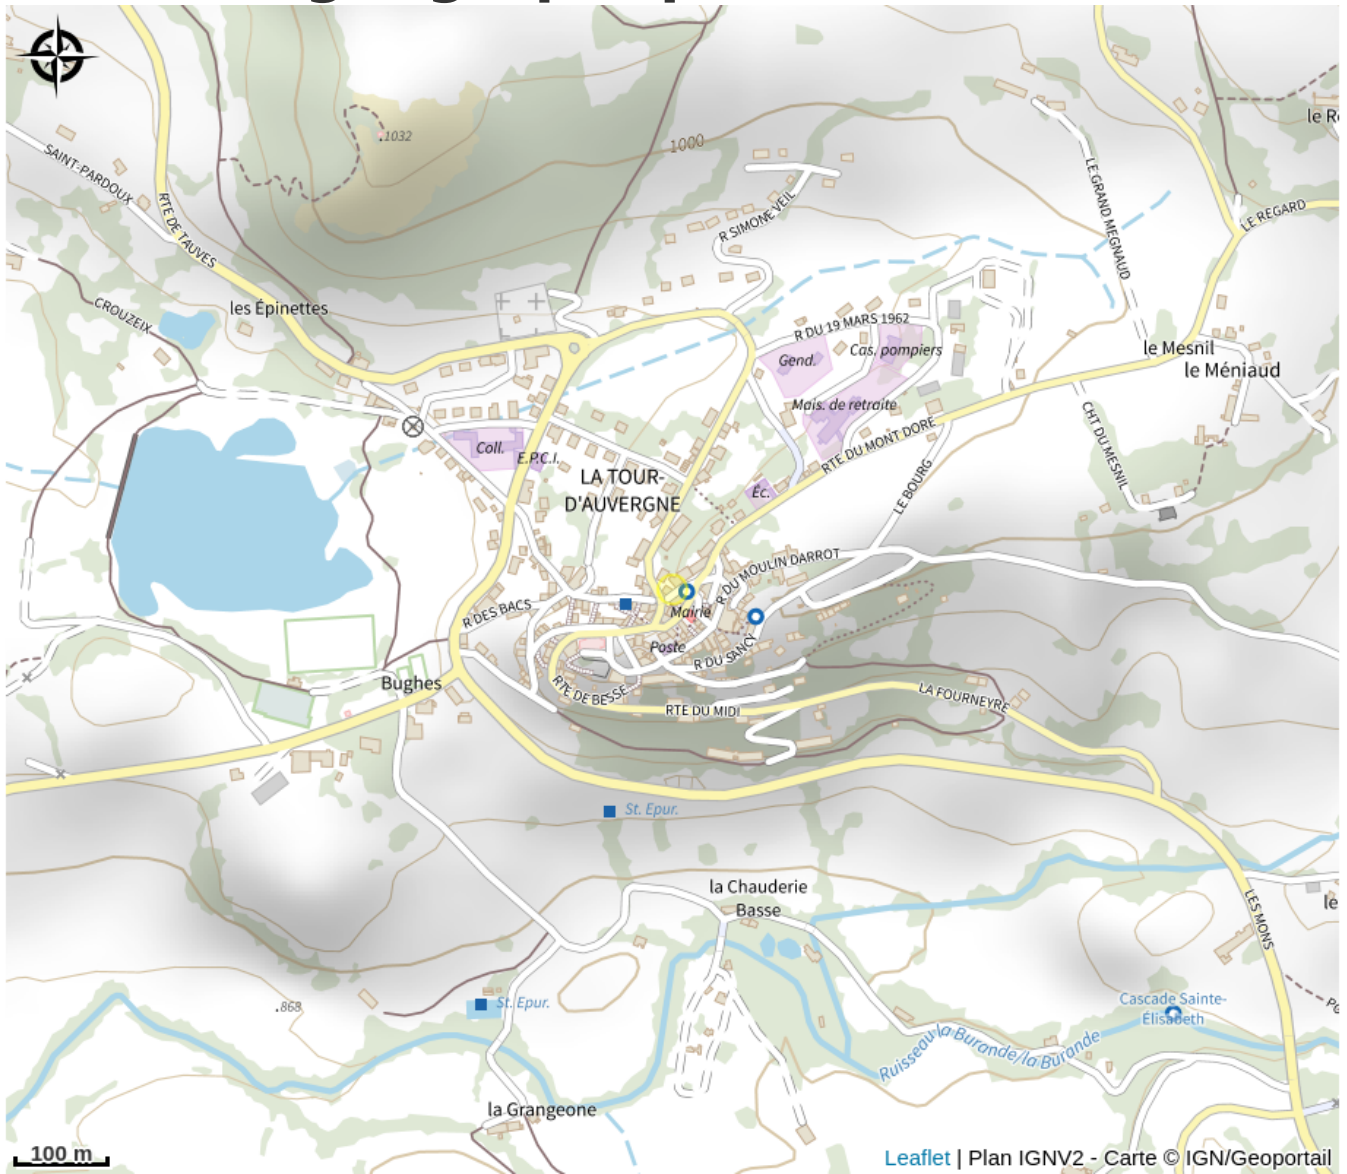 1032
1000
le R
SAINT-PARDOUX
LE GRAND MEGNAUD
RTE DE TAUVES
R SIMONE VEIL
LE REGARD
CROUZEIX
les Épinettes
R DU 19 MARS 1962
Gend.
Cas. pompiers
le Mesnil
le Méniaud
Mais. de retraite
CHT DU MESNIL
Coll.
E.P.C.I.
RTE DU MONT DORE
LA TOUR-
D'AUVERGNE
Éc.
LE BOURG
R DU MOULIN DARROT
R DES BACS
Mairie
Poste
R DU SANCY
Bughes
RTE DE BESSE
RTE DU MIDI
LA FOURNEYRE
St. Epur.
la Chauderie
Basse
LES MONS
le
.868
St. Epur.
Cascade Sainte-
Élisabeth
Ruisseau la Burande/la Burande
la Grangeone
100 m
Leaflet | Plan IGNV2 - Carte © IGN/Geoportail